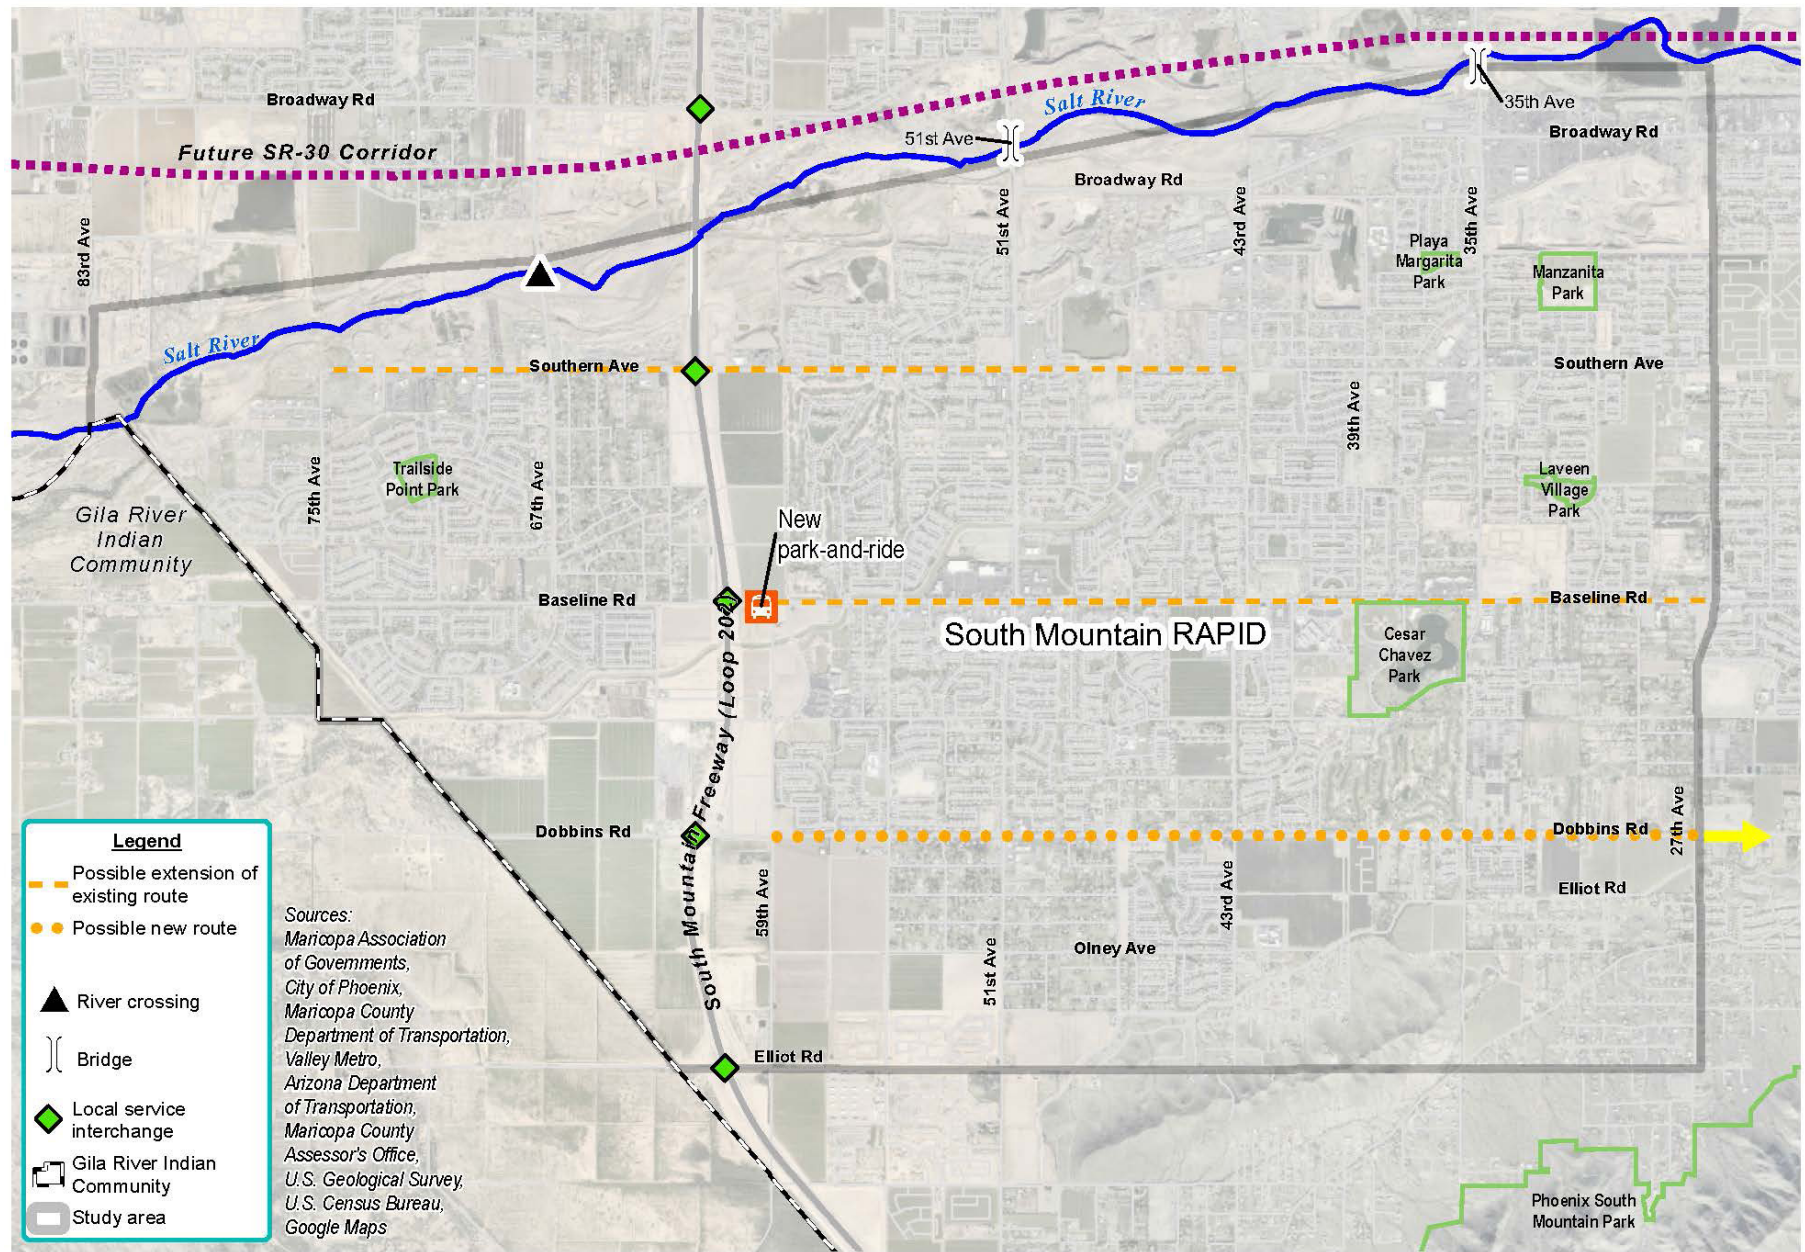 Broadway Rd
Future SR-30 Corridor
Salt River
51st Ave
35th Ave
Broadway Rd
Broadway Rd
83rd Ave
51st Ave
43rd Ave
35th Ave
Playa
Margarita
Park
Manzanita
Park
Salt River
Southern Ave
Southern Ave
39th Ave
Trailside
Point Park
75th Ave
67th Ave
Laveen
Village
Park
Gila River
Indian
Community
New
park-and-ride
Baseline Rd
Baseline Rd
South Mountain RAPID
Cesar
Chavez
Park
South Mountain Freeway (Loop 202)
Dobbins Rd
Dobbins Rd
27th Ave
59th Ave
43rd Ave
Elliot Rd
51st Ave
Olney Ave
Elliot Rd
Phoenix South
Mountain Park
Legend
Possible extension of
existing route
Possible new route
River crossing
Bridge
Local service
interchange
Gila River Indian
Community
Study area
Sources:
Maricopa Association
of Governments,
City of Phoenix,
Maricopa County
Department of Transportation,
Valley Metro,
Arizona Department
of Transportation,
Maricopa County
Assessor's Office,
U.S. Geological Survey,
U.S. Census Bureau,
Google Maps